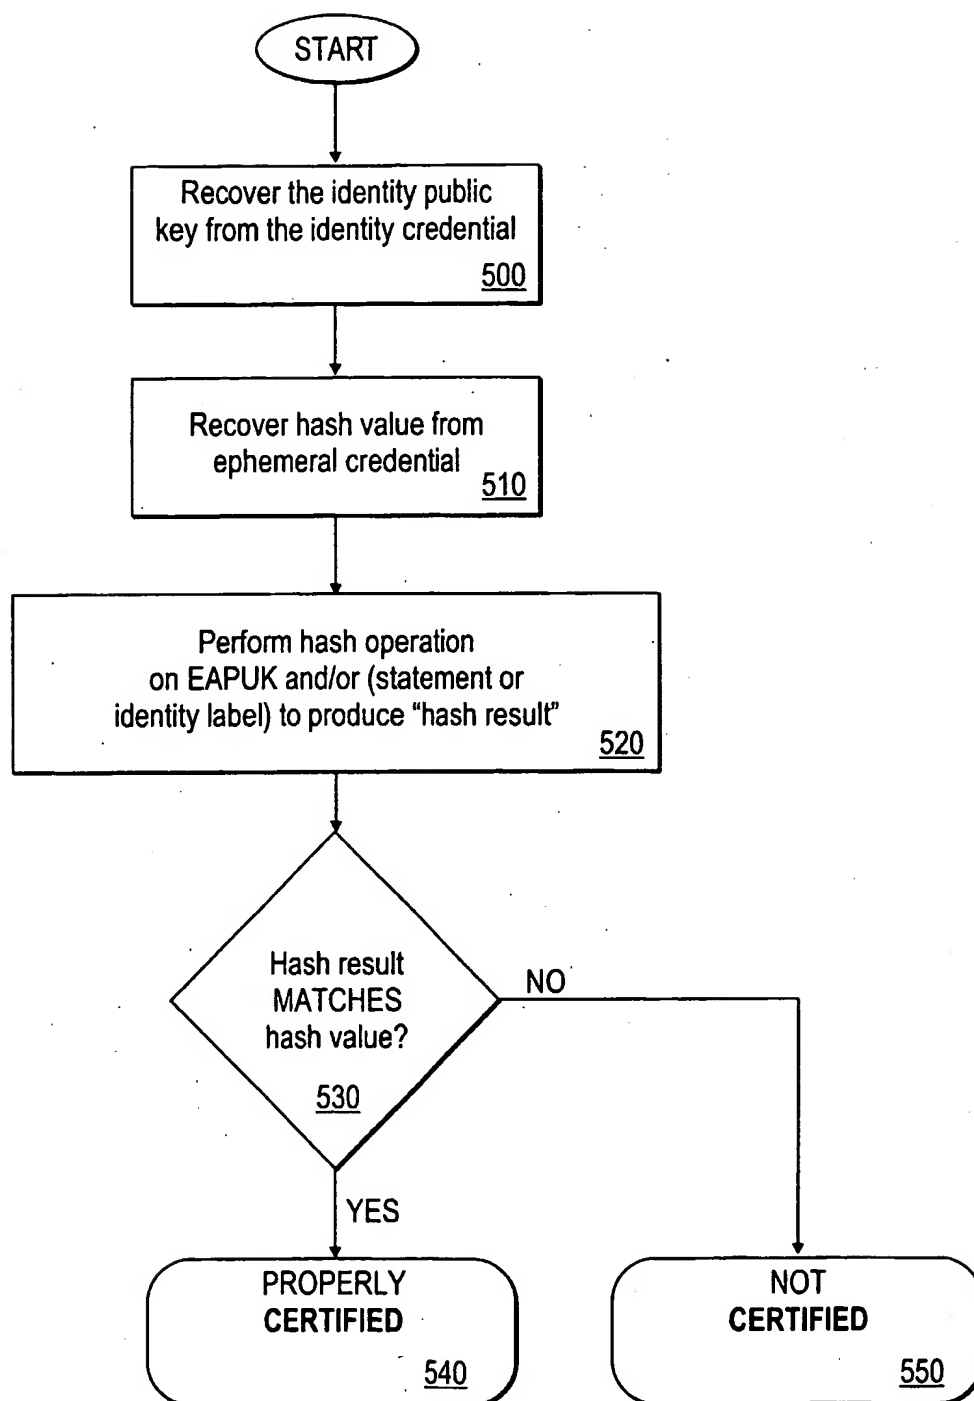 START
Recover the identity public
key from the identity credential
500
Recover hash value from
ephemeral credential
510
Perform hash operation
on EAPUK and/or (statement or
identity label) to produce “hash result”
520
Hash result
MATCHES
hash value?
530
NO
YES
PROPERLY
CERTIFIED
540
NOT
CERTIFIED
550